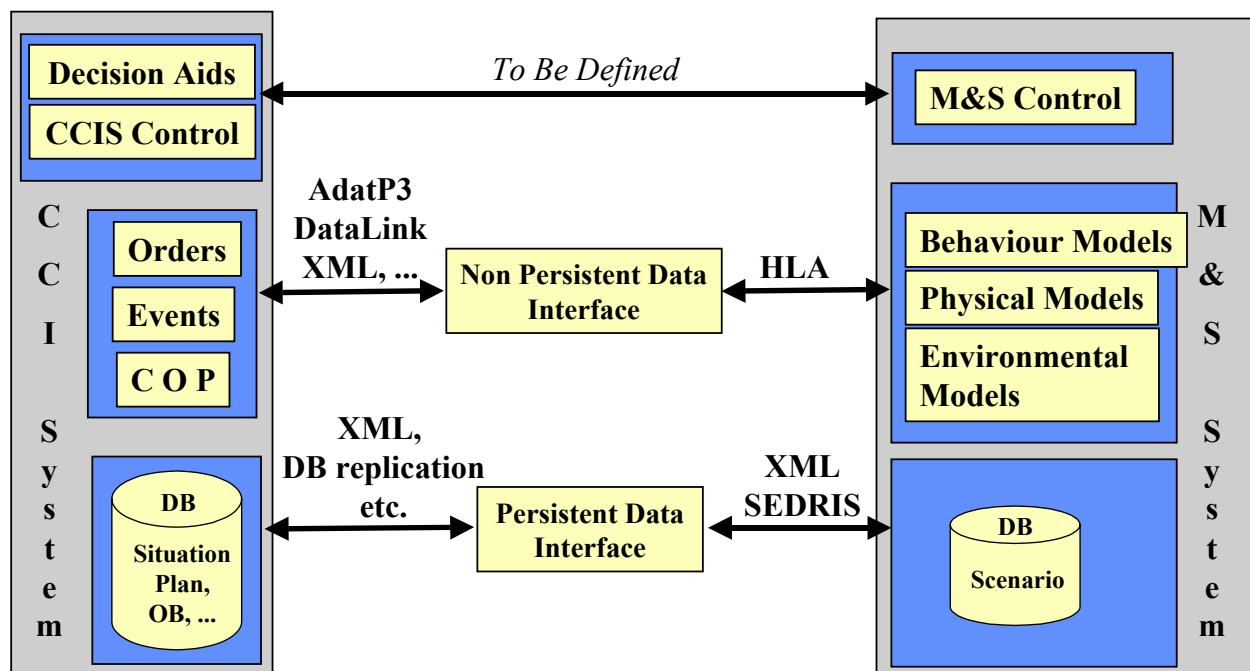 Decision Aids
CCIS Control
To Be Defined
M&S Control
C C I System
Orders
Events
C O P
AdatP3
DataLink
XML, ...
Non Persistent Data
Interface
HLA
Behaviour Models
Physical Models
Environmental
Models
M & S System
DB
Situation
Plan,
OB, ...
XML,
DB replication
etc.
Persistent Data
Interface
XML
SEDRIS
DB
Scenario